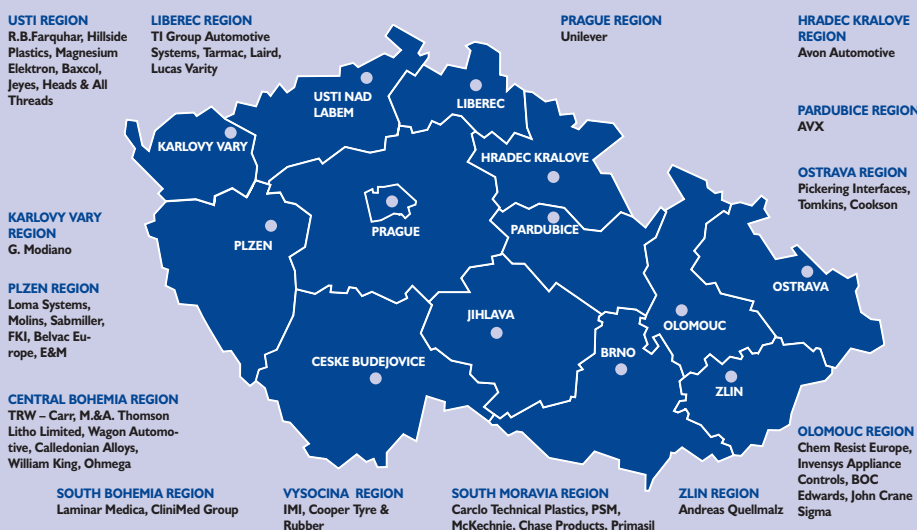 USTI REGION
R.B.Farquhar, Hillside
Plastics, Magnesium
Elektron, Baxcol,
Jeyes, Heads & All
Threads
LIBEREC REGION
TI Group Automotive
Systems, Tarmac, Laird,
Lucas Varity
PRAGUE REGION
Unilever
HRADEC KRALOVE
REGION
Avon Automotive
PARDUBICE REGION
AVX
OSTRAVA REGION
Pickering Interfaces,
Tomkins, Cookson
KARLOVY VARY
REGION
G. Modiano
PLZEN REGION
Loma Systems,
Molins, Sabmiller,
FKI, Belvac Eu-
rope, E&M
CENTRAL BOHEMIA REGION
TRW – Carr, M.&A. Thomson
Litho Limited, Wagon Automo-
tive, Calledonian Alloys,
William King, Ohmega
USTI NAD
LABEM
LIBEREC
KARLOVY VARY
HRADEC KRALOVE
PLZEN
PRAGUE
PARDUBICE
OSTRAVA
JIHLAVA
OLOMOUC
CESKE BUDEJOVICE
BRNO
ZLIN
SOUTH BOHEMIA REGION
Laminar Medica, CliniMed Group
VYSOCINA REGION
IMI, Cooper Tyre &
Rubber
SOUTH MORAVIA REGION
Carclo Technical Plastics, PSM,
McKechnie, Chase Products, Primasil
ZLIN REGION
Andreas Quellmalz
OLOMOUC REGION
Chem Resist Europe,
Invensys Appliance
Controls, BOC
Edwards, John Crane
Sigma